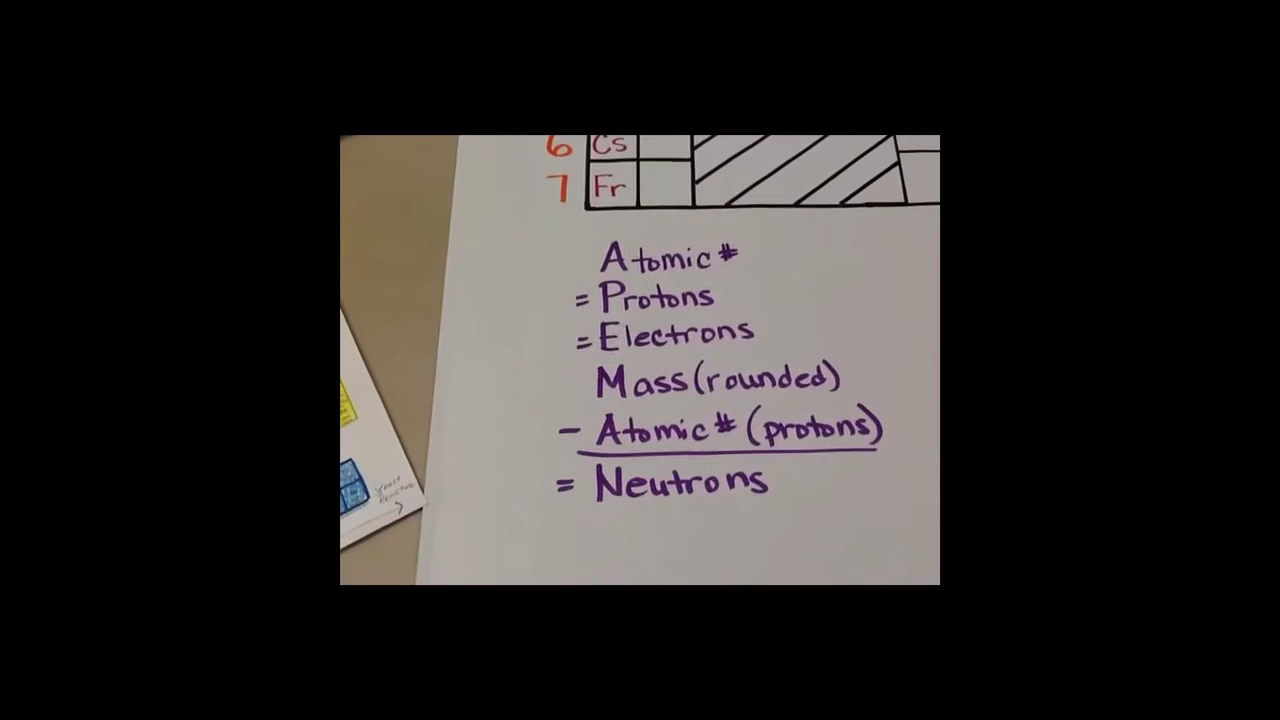 6 Cs
7 Fr
Atomic #
= Protons
= Electrons
Mass (rounded)
- Atomic # (protons)
= Neutrons